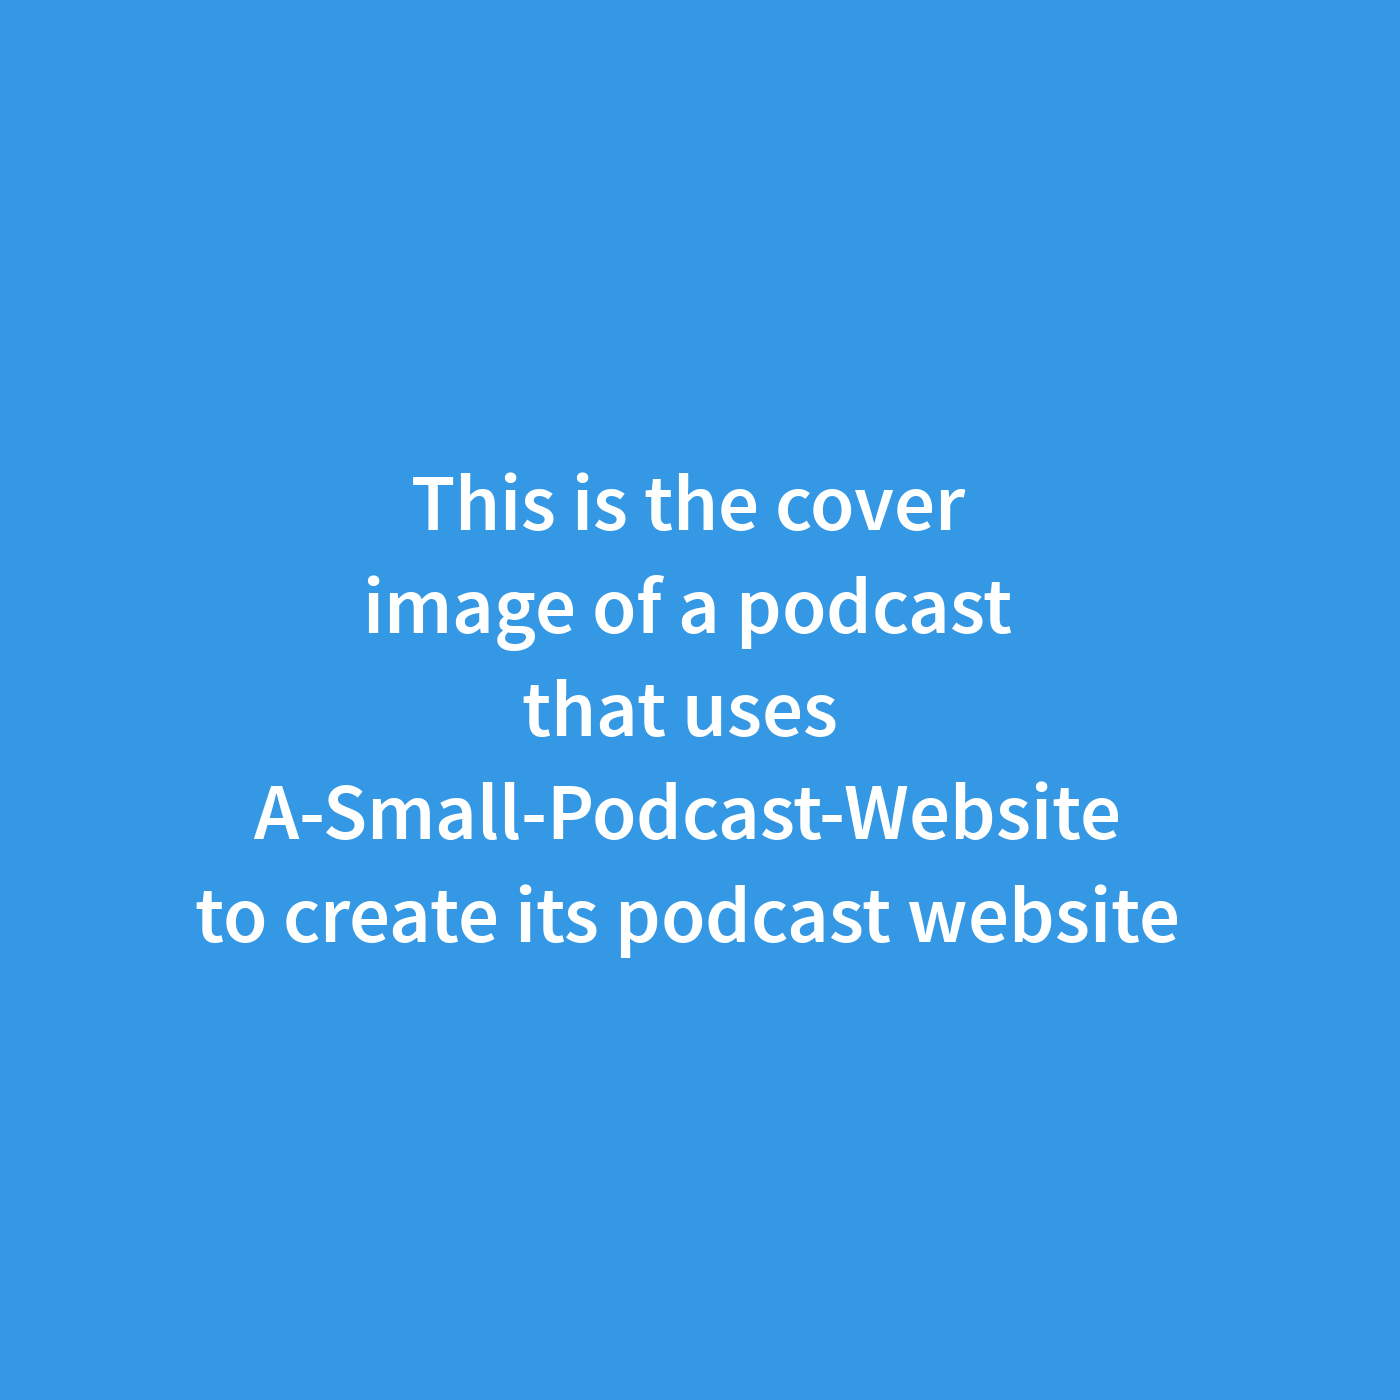 This is the cover
image of a podcast
that uses
A-Small-Podcast-Website
to create its podcast website